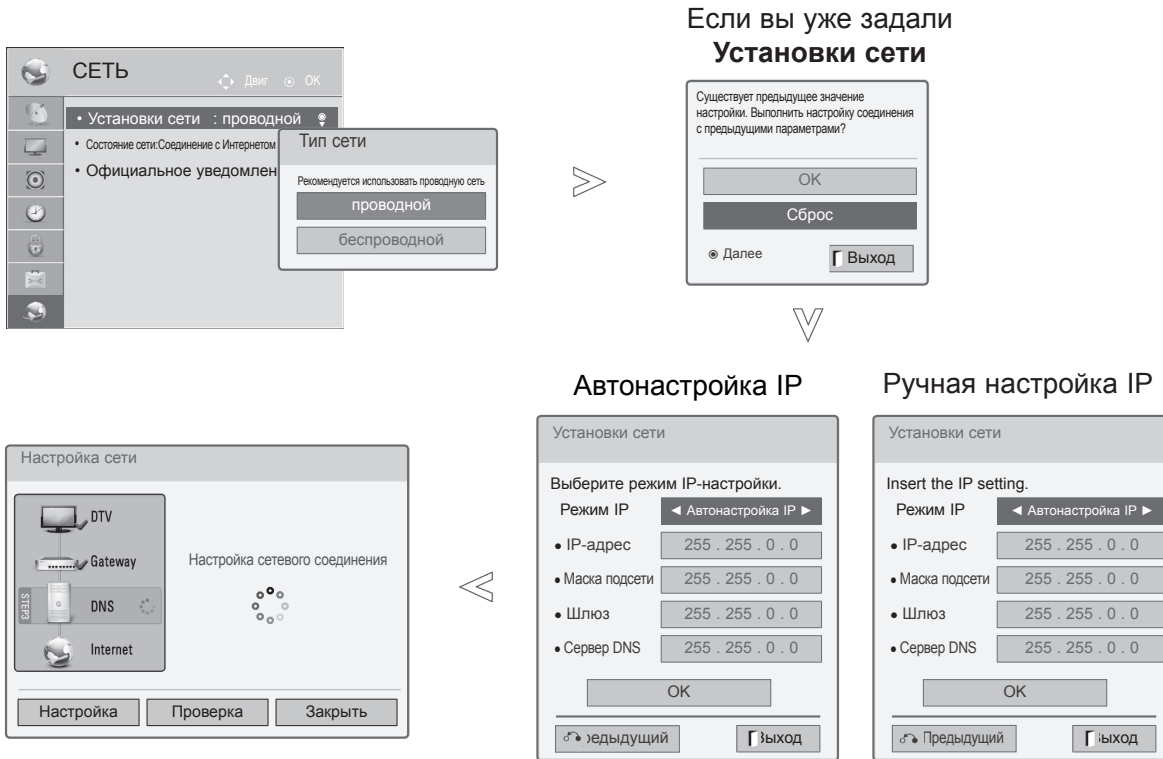 Если вы уже задали
Установки сети
СЕТЬ
Двиг OK
• Установки сети : проводной
• Состояние сети:Соединение с Интернетом
• Официальное уведомлен
Тип сети
Рекомендуется использовать проводную сеть
проводной
беспроводной
Существует предыдущее значение
настройки. Выполнить настройку соединения
с предыдущими параметрами?
OK
Сброс
Далее
Выход
Автонастройка IP
Установки сети
Выберите режим IP-настройки.
Режим IP ◄ Автонастройка IP ►
• IP-адрес 255 . 255 . 0 . 0
• Маска подсети 255 . 255 . 0 . 0
• Шлюз 255 . 255 . 0 . 0
• Сервер DNS 255 . 255 . 0 . 0
OK
редыдущий
Выход
Ручная настройка IP
Установки сети
Insert the IP setting.
Режим IP ◄ Автонастройка IP ►
• IP-адрес 255 . 255 . 0 . 0
• Маска подсети 255 . 255 . 0 . 0
• Шлюз 255 . 255 . 0 . 0
• Сервер DNS 255 . 255 . 0 . 0
OK
Предыдущий
ыход
Настройка сети
DTV
Gateway
STEP3
DNS
Internet
Настройка сетевого соединения
Настройка
Проверка
Закрыть